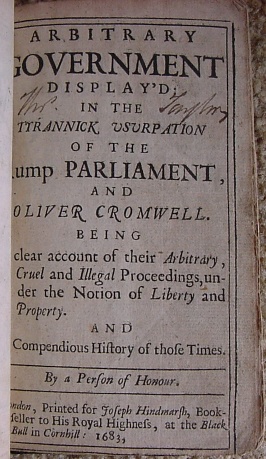 ARBITRARY
GOVERNMENT
DISPLAY'D;
Tho. Taylor
IN THE
TYRANNICK USURPATION
OF THE
Rump PARLIAMENT,
AND
OLIVER CROMWELL.
BEING
clear account of their Arbitrary,
Cruel and Illegal Proceedings, un-
der the Notion of Liberty and
Property.
AND
Compendious History of those Times.
By a Person of Honour.
London, Printed for Joseph Hindmarsh, Book-
seller to His Royal Highness, at the Black
Bull in Cornhill: 1683,